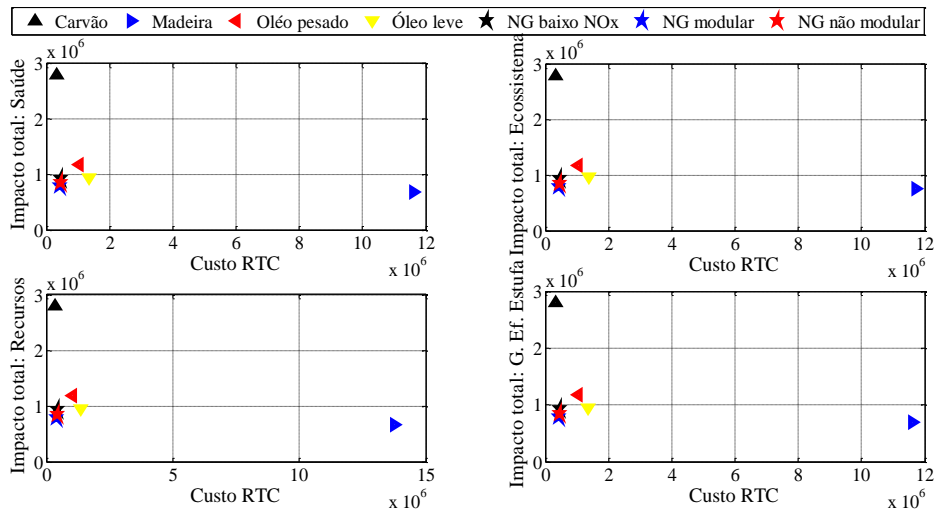 Carvão Madeira Oléo pesado Óleo leve NG baixo NOx NG modular NG não modular
x 10^6
3
2
1
0
Impacto total: Saúde
0 2 4 6 8 10 12
Custo RTC
x 10^6
x 10^6
3
2
1
0
Impacto total: Ecossistema
0 2 4 6 8 10 12
Custo RTC
x 10^6
x 10^6
3
2
1
0
Impacto total: Recursos
0 5 10 15
Custo RTC
x 10^6
x 10^6
3
2
1
0
Impacto total: G. Ef. Estufa
0 2 4 6 8 10 12
Custo RTC
x 10^6